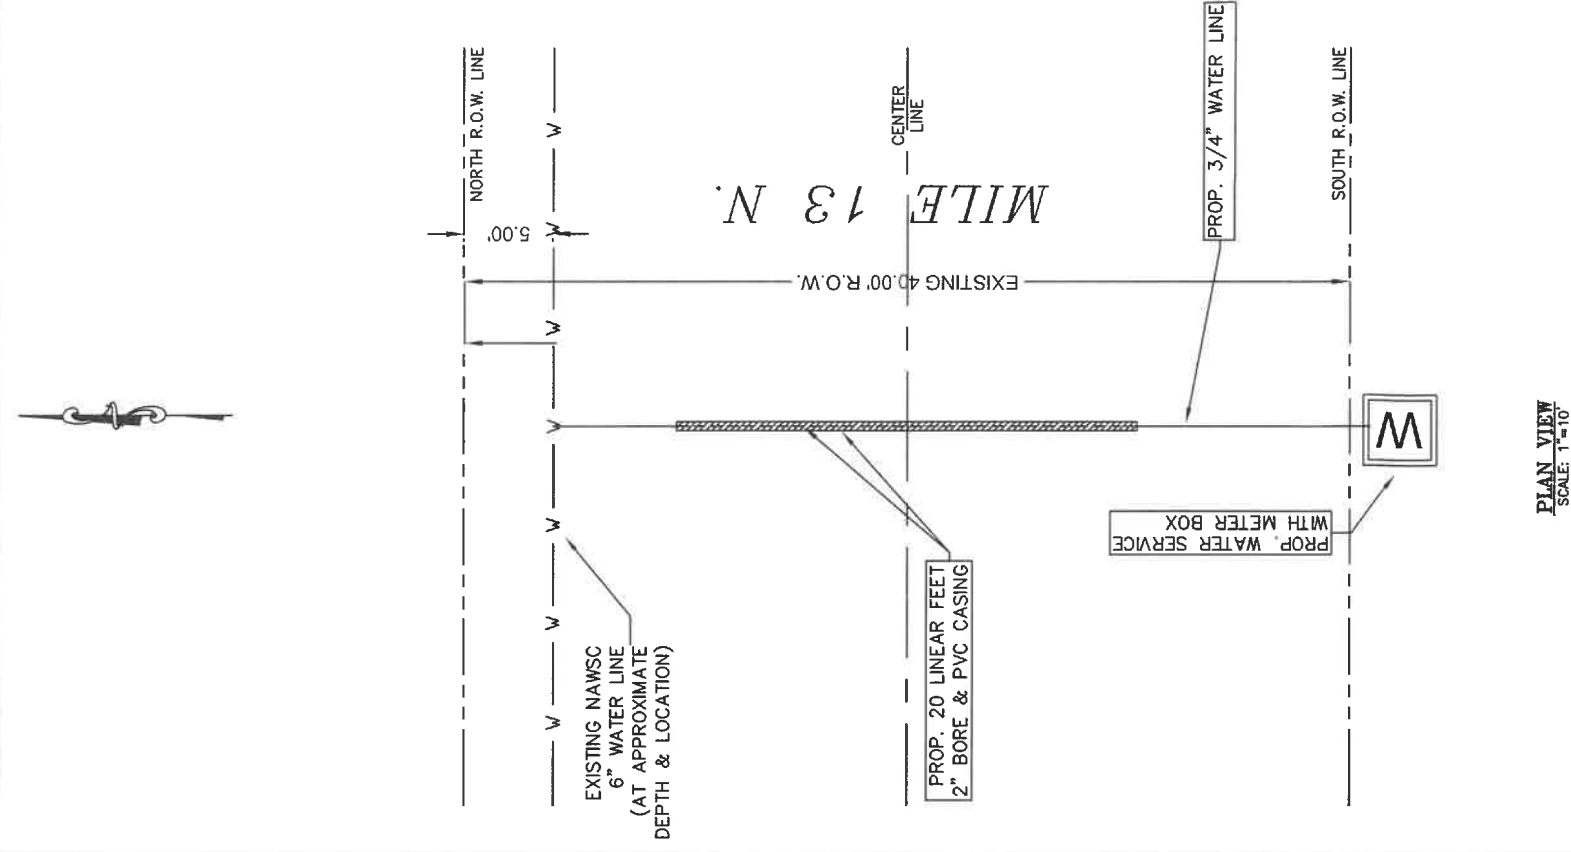 NORTH R.O.W. LINE
5.00'
W
W
W
W
W
W
CENTER
LINE
MILE 13 N.
EXISTING 40.00' R.O.W.
PROP. 3/4" WATER LINE
SOUTH R.O.W. LINE
EXISTING NAWSC
6" WATER LINE
(AT APPROXIMATE
DEPTH & LOCATION)
PROP. 20 LINEAR FEET
2" BORE & PVC CASING
PROP. WATER SERVICE
WITH METER BOX
W
PLAN VIEW
SCALE: 1"=10'